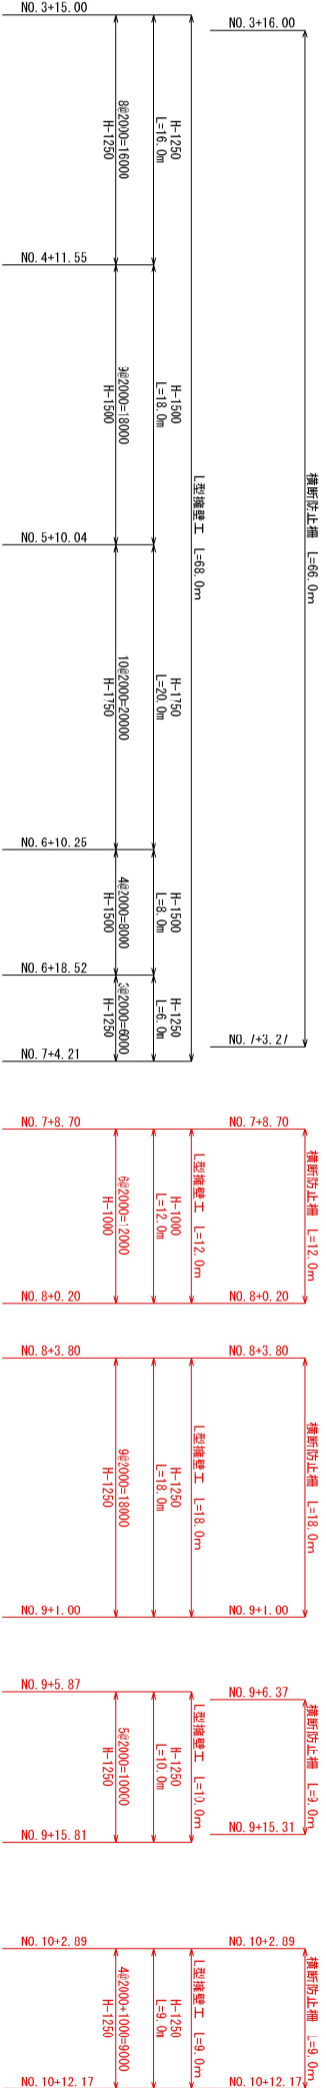 NO.3+15.00
NO.3+16.00
8@2000=16000
H-1250
H-1250
L=16.0m
NO.4+11.55
9@2000=18000
H-1500
H-1500
L=18.0m
L型擁壁工 L=68.0m
横断防止柵 L=66.0m
NO.5+10.04
10@2000=20000
H-1750
H-1750
L=20.0m
NO.6+10.25
4@2000=8000
H-1500
H-1500
L=8.0m
NO.6+18.52
3@2000=6000
H-1250
H-1250
L=6.0m
NO.7+3.27
NO.7+4.21
NO.7+8.70
NO.7+8.70
6@2000=12000
H-1000
H-1000
L=12.0m
L型擁壁工 L=12.0m
横断防止柵 L=12.0m
NO.8+0.20
NO.8+0.20
NO.8+3.80
NO.8+3.80
9@2000=18000
H-1250
H-1250
L=18.0m
L型擁壁工 L=18.0m
横断防止柵 L=18.0m
NO.9+1.00
NO.9+1.00
NO.9+5.87
NO.9+6.37
5@2000=10000
H-1250
H-1250
L=10.0m
L型擁壁工 L=10.0m
横断防止柵 L=9.0m
NO.9+15.81
NO.9+15.31
NO.10+2.89
NO.10+2.89
4@2000+1000=9000
H-1250
H-1250
L=9.0m
L型擁壁工 L=9.0m
横断防止柵 L=9.0m
NO.10+12.17
NO.10+12.17